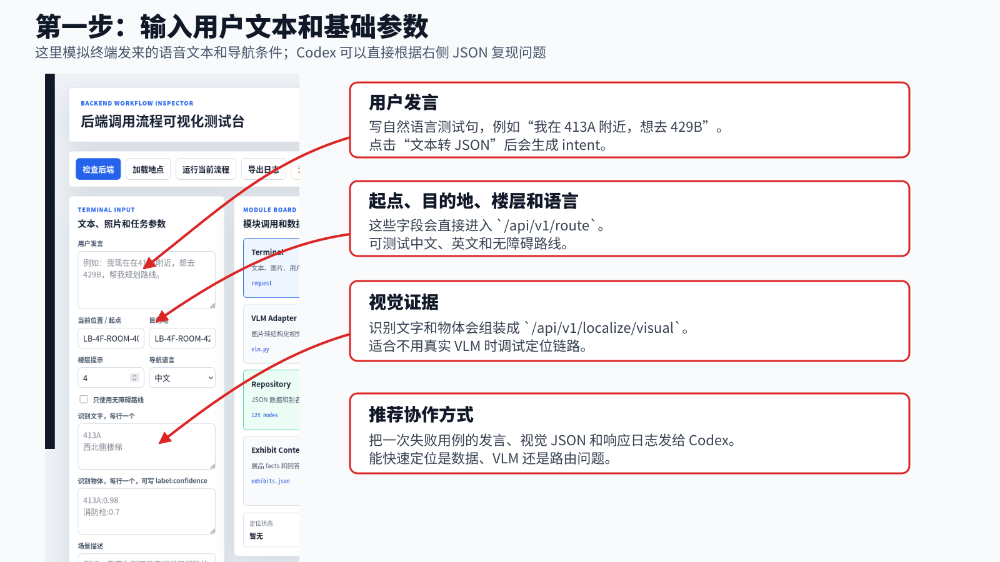 第一步：输入用户文本和基础参数
这里模拟终端发来的语音文本和导航条件；Codex 可以直接根据右侧 JSON 复现问题
BACKEND WORKFLOW INSPECTOR
后端调用流程可视化测试台
检查后端
加载地点
运行当前流程
导出日志
TERMINAL INPUT
文本、照片和任务参数
用户发言
例如：我现在在41 附近，想去
429B，帮我规划路线。
当前位置 / 起点
目的地
LB-4F-ROOM-4(
LB-4F-ROOM-42
楼层提示
导航语言
4
中文
只使用无障碍路线
识别文字，每行一个
413A
西北侧楼梯
识别物体，每行一个，可写 label:confidence
413A:0.98
消防栓:0.7
场景描述
MODULE BOARD
模块调用和数据
Terminal
文本、图片、用户
request
VLM Adapter
图片转结构化视觉
vlm.py
Repository
JSON 数据和别名
124 nodes
Exhibit Conte
展品 facts 和回答
exhibits.json
定位状态
暂无
用户发言
写自然语言测试句，例如“我在 413A 附近，想去 429B”。
点击“文本转 JSON”后会生成 intent。
起点、目的地、楼层和语言
这些字段会直接进入 `/api/v1/route`。
可测试中文、英文和无障碍路线。
视觉证据
识别文字和物体会组装成 `/api/v1/localize/visual`。
适合不用真实 VLM 时调试定位链路。
推荐协作方式
把一次失败用例的发言、视觉 JSON 和响应日志发给 Codex。
能快速定位是数据、VLM 还是路由问题。